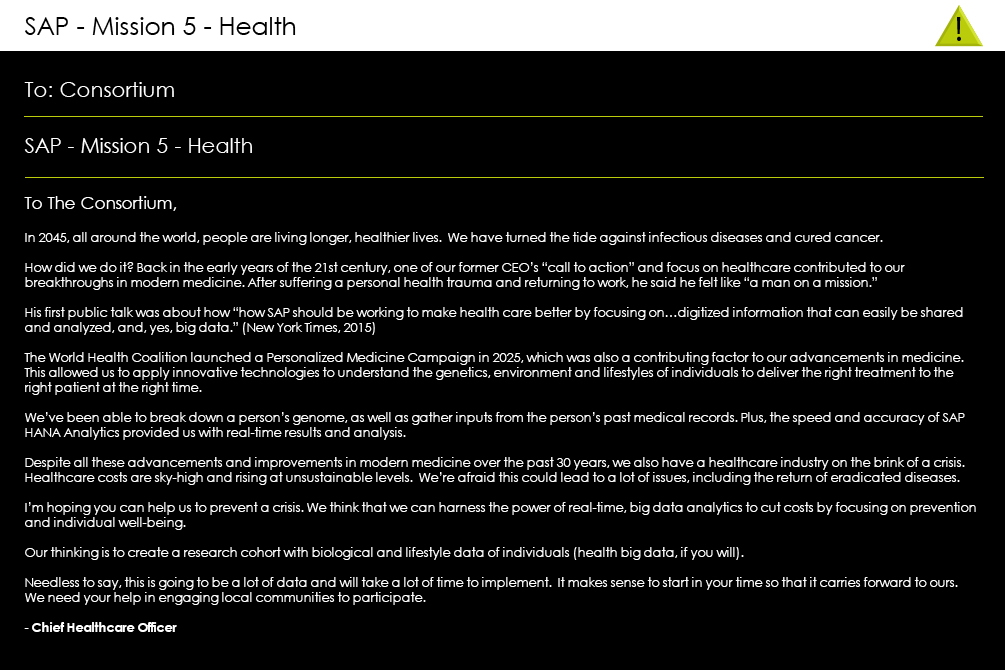 SAP - Mission 5 - Health
!
To: Consortium
SAP - Mission 5 - Health
To The Consortium,
In 2045, all around the world, people are living longer, healthier lives.  We have turned the tide against infectious diseases and cured cancer.
How did we do it? Back in the early years of the 21st century, one of our former CEO’s “call to action” and focus on healthcare contributed to our
breakthroughs in modern medicine. After suffering a personal health trauma and returning to work, he said he felt like “a man on a mission.”
His first public talk was about how “how SAP should be working to make health care better by focusing on…digitized information that can easily be shared
and analyzed, and, yes, big data.” (New York Times, 2015)
The World Health Coalition launched a Personalized Medicine Campaign in 2025, which was also a contributing factor to our advancements in medicine.
This allowed us to apply innovative technologies to understand the genetics, environment and lifestyles of individuals to deliver the right treatment to the
right patient at the right time.
We’ve been able to break down a person’s genome, as well as gather inputs from the person’s past medical records. Plus, the speed and accuracy of SAP
HANA Analytics provided us with real-time results and analysis.
Despite all these advancements and improvements in modern medicine over the past 30 years, we also have a healthcare industry on the brink of a crisis.
Healthcare costs are sky-high and rising at unsustainable levels.  We’re afraid this could lead to a lot of issues, including the return of eradicated diseases.
I’m hoping you can help us to prevent a crisis. We think that we can harness the power of real-time, big data analytics to cut costs by focusing on prevention
and individual well-being.
Our thinking is to create a research cohort with biological and lifestyle data of individuals (health big data, if you will).
Needless to say, this is going to be a lot of data and will take a lot of time to implement.  It makes sense to start in your time so that it carries forward to ours.
We need your help in engaging local communities to participate.
- Chief Healthcare Officer